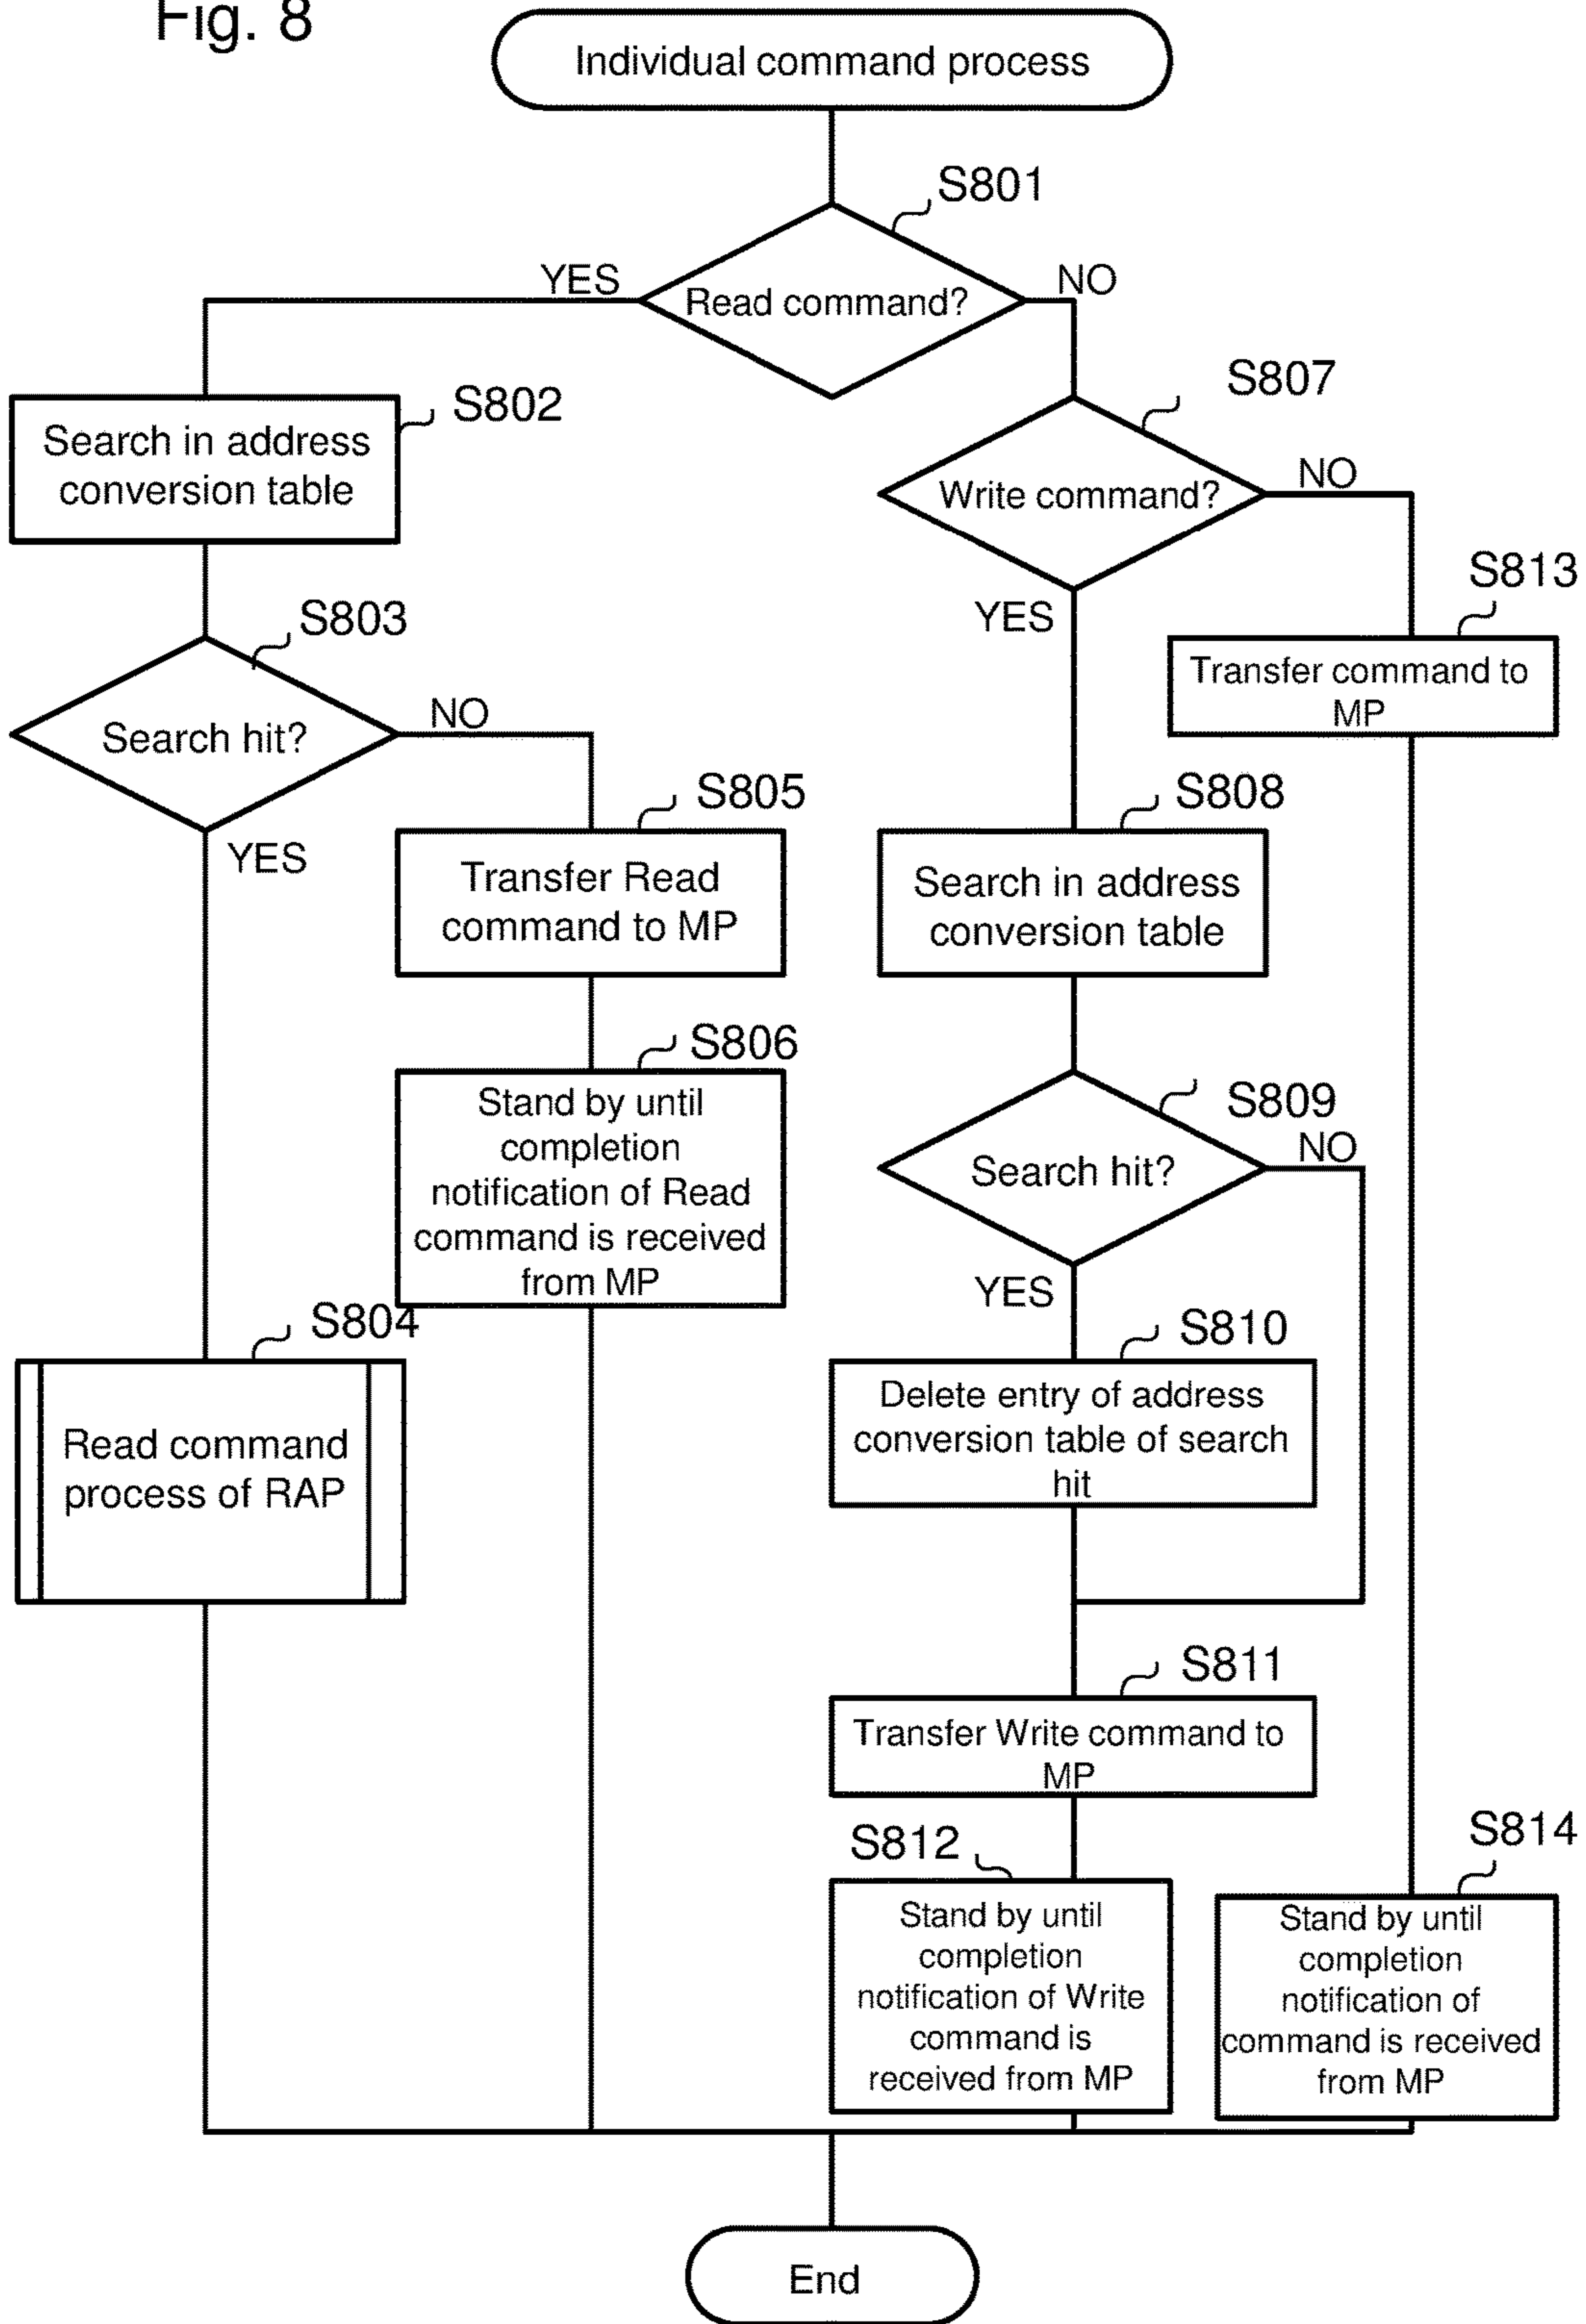 Fig. 8
Individual command process
S801
YES
Read command?
NO
S802
Search in address
conversion table
S807
Write command?
NO
YES
S803
Search hit?
NO
YES
S813
Transfer command to
MP
S805
Transfer Read
command to MP
S808
Search in address
conversion table
S806
Stand by until
completion
notification of Read
command is received
from MP
S809
Search hit?
NO
YES
S804
Read command
process of RAP
S810
Delete entry of address
conversion table of search
hit
S811
Transfer Write command to
MP
S812
Stand by until
completion
notification of Write
command is
received from MP
S814
Stand by until
completion
notification of
command is received
from MP
End